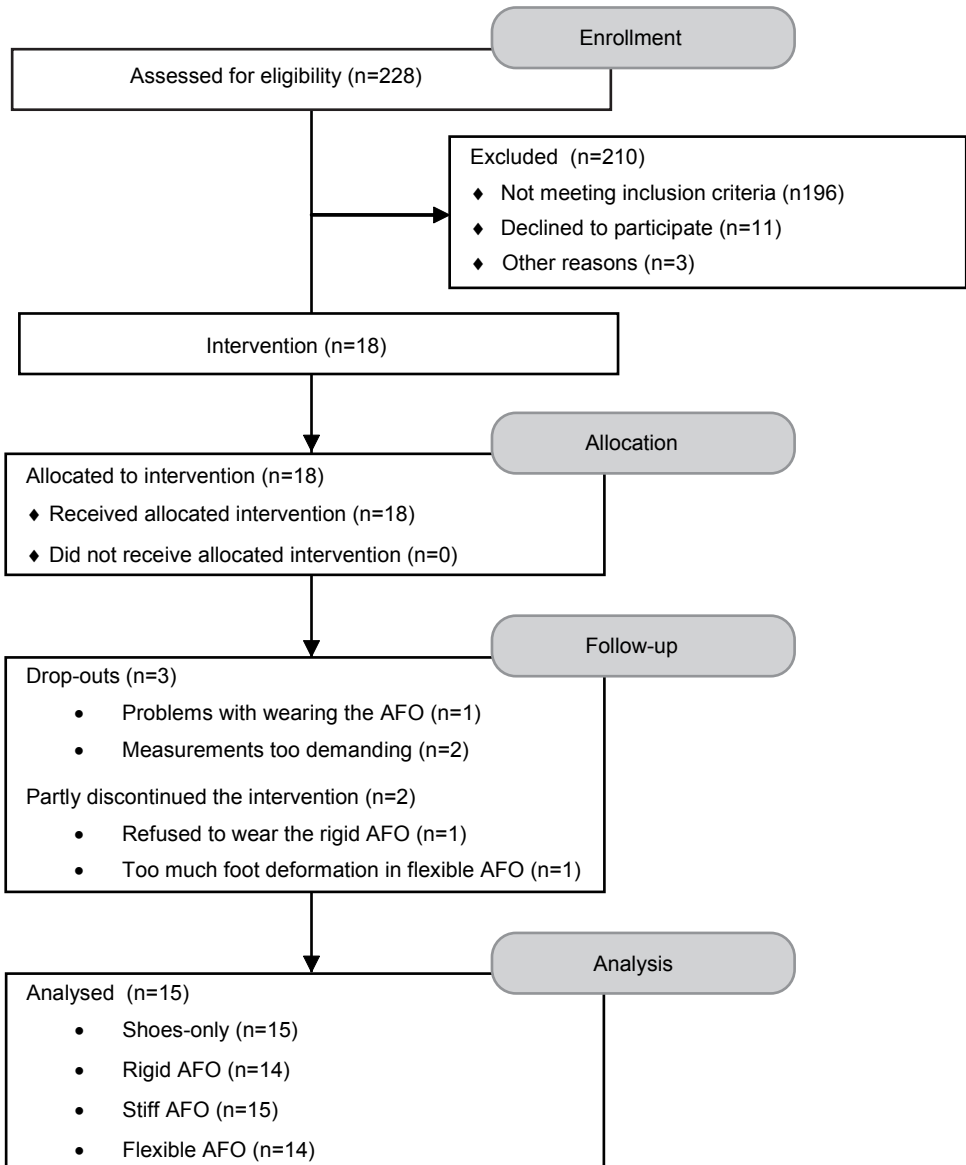 Enrollment
Assessed for eligibility (n=228)
Excluded (n=210)
♦ Not meeting inclusion criteria (n196)
♦ Declined to participate (n=11)
♦ Other reasons (n=3)
Intervention (n=18)
Allocation
Allocated to intervention (n=18)
♦ Received allocated intervention (n=18)
♦ Did not receive allocated intervention (n=0)
Follow-up
Drop-outs (n=3)
• Problems with wearing the AFO (n=1)
• Measurements too demanding (n=2)
Partly discontinued the intervention (n=2)
• Refused to wear the rigid AFO (n=1)
• Too much foot deformation in flexible AFO (n=1)
Analysis
Analysed (n=15)
• Shoes-only (n=15)
• Rigid AFO (n=14)
• Stiff AFO (n=15)
• Flexible AFO (n=14)